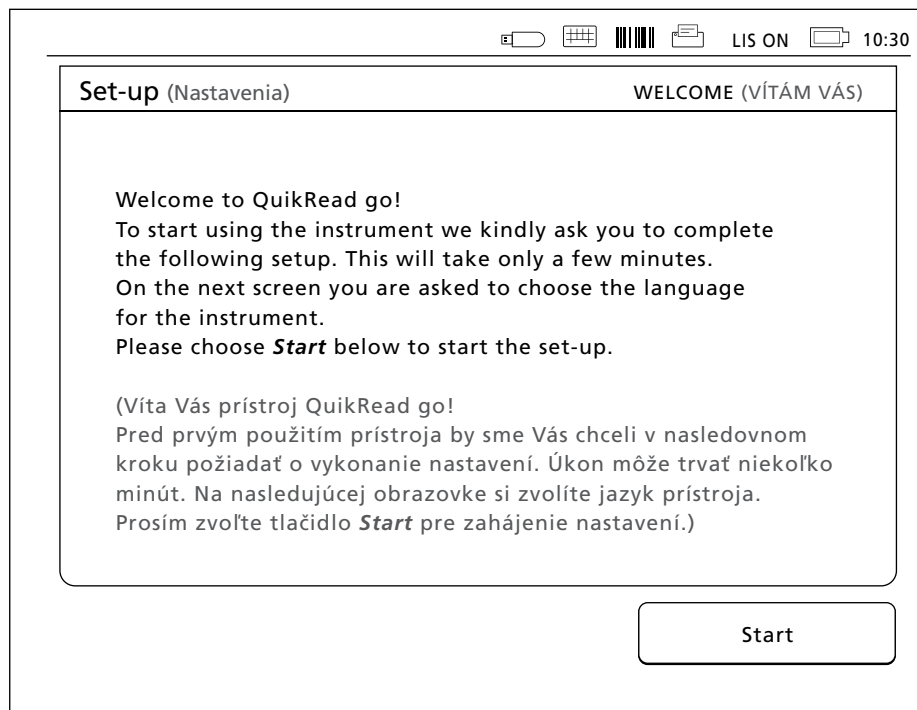 LIS ON 10:30
Set-up (Nastavenia) WELCOME (VÍTÁM VÁS)
Welcome to QuikRead go!
To start using the instrument we kindly ask you to complete
the following setup. This will take only a few minutes.
On the next screen you are asked to choose the language
for the instrument.
Please choose Start below to start the set-up.
(Víta Vás prístroj QuikRead go!
Pred prvým použitím prístroja by sme Vás chceli v nasledovnom
kroku požiadať o vykonanie nastavení. Úkon môže trvať niekoľko
minút. Na nasledujúcej obrazovke si zvolíte jazyk prístroja.
Prosím zvoľte tlačidlo Start pre zahájenie nastavení.)
Start